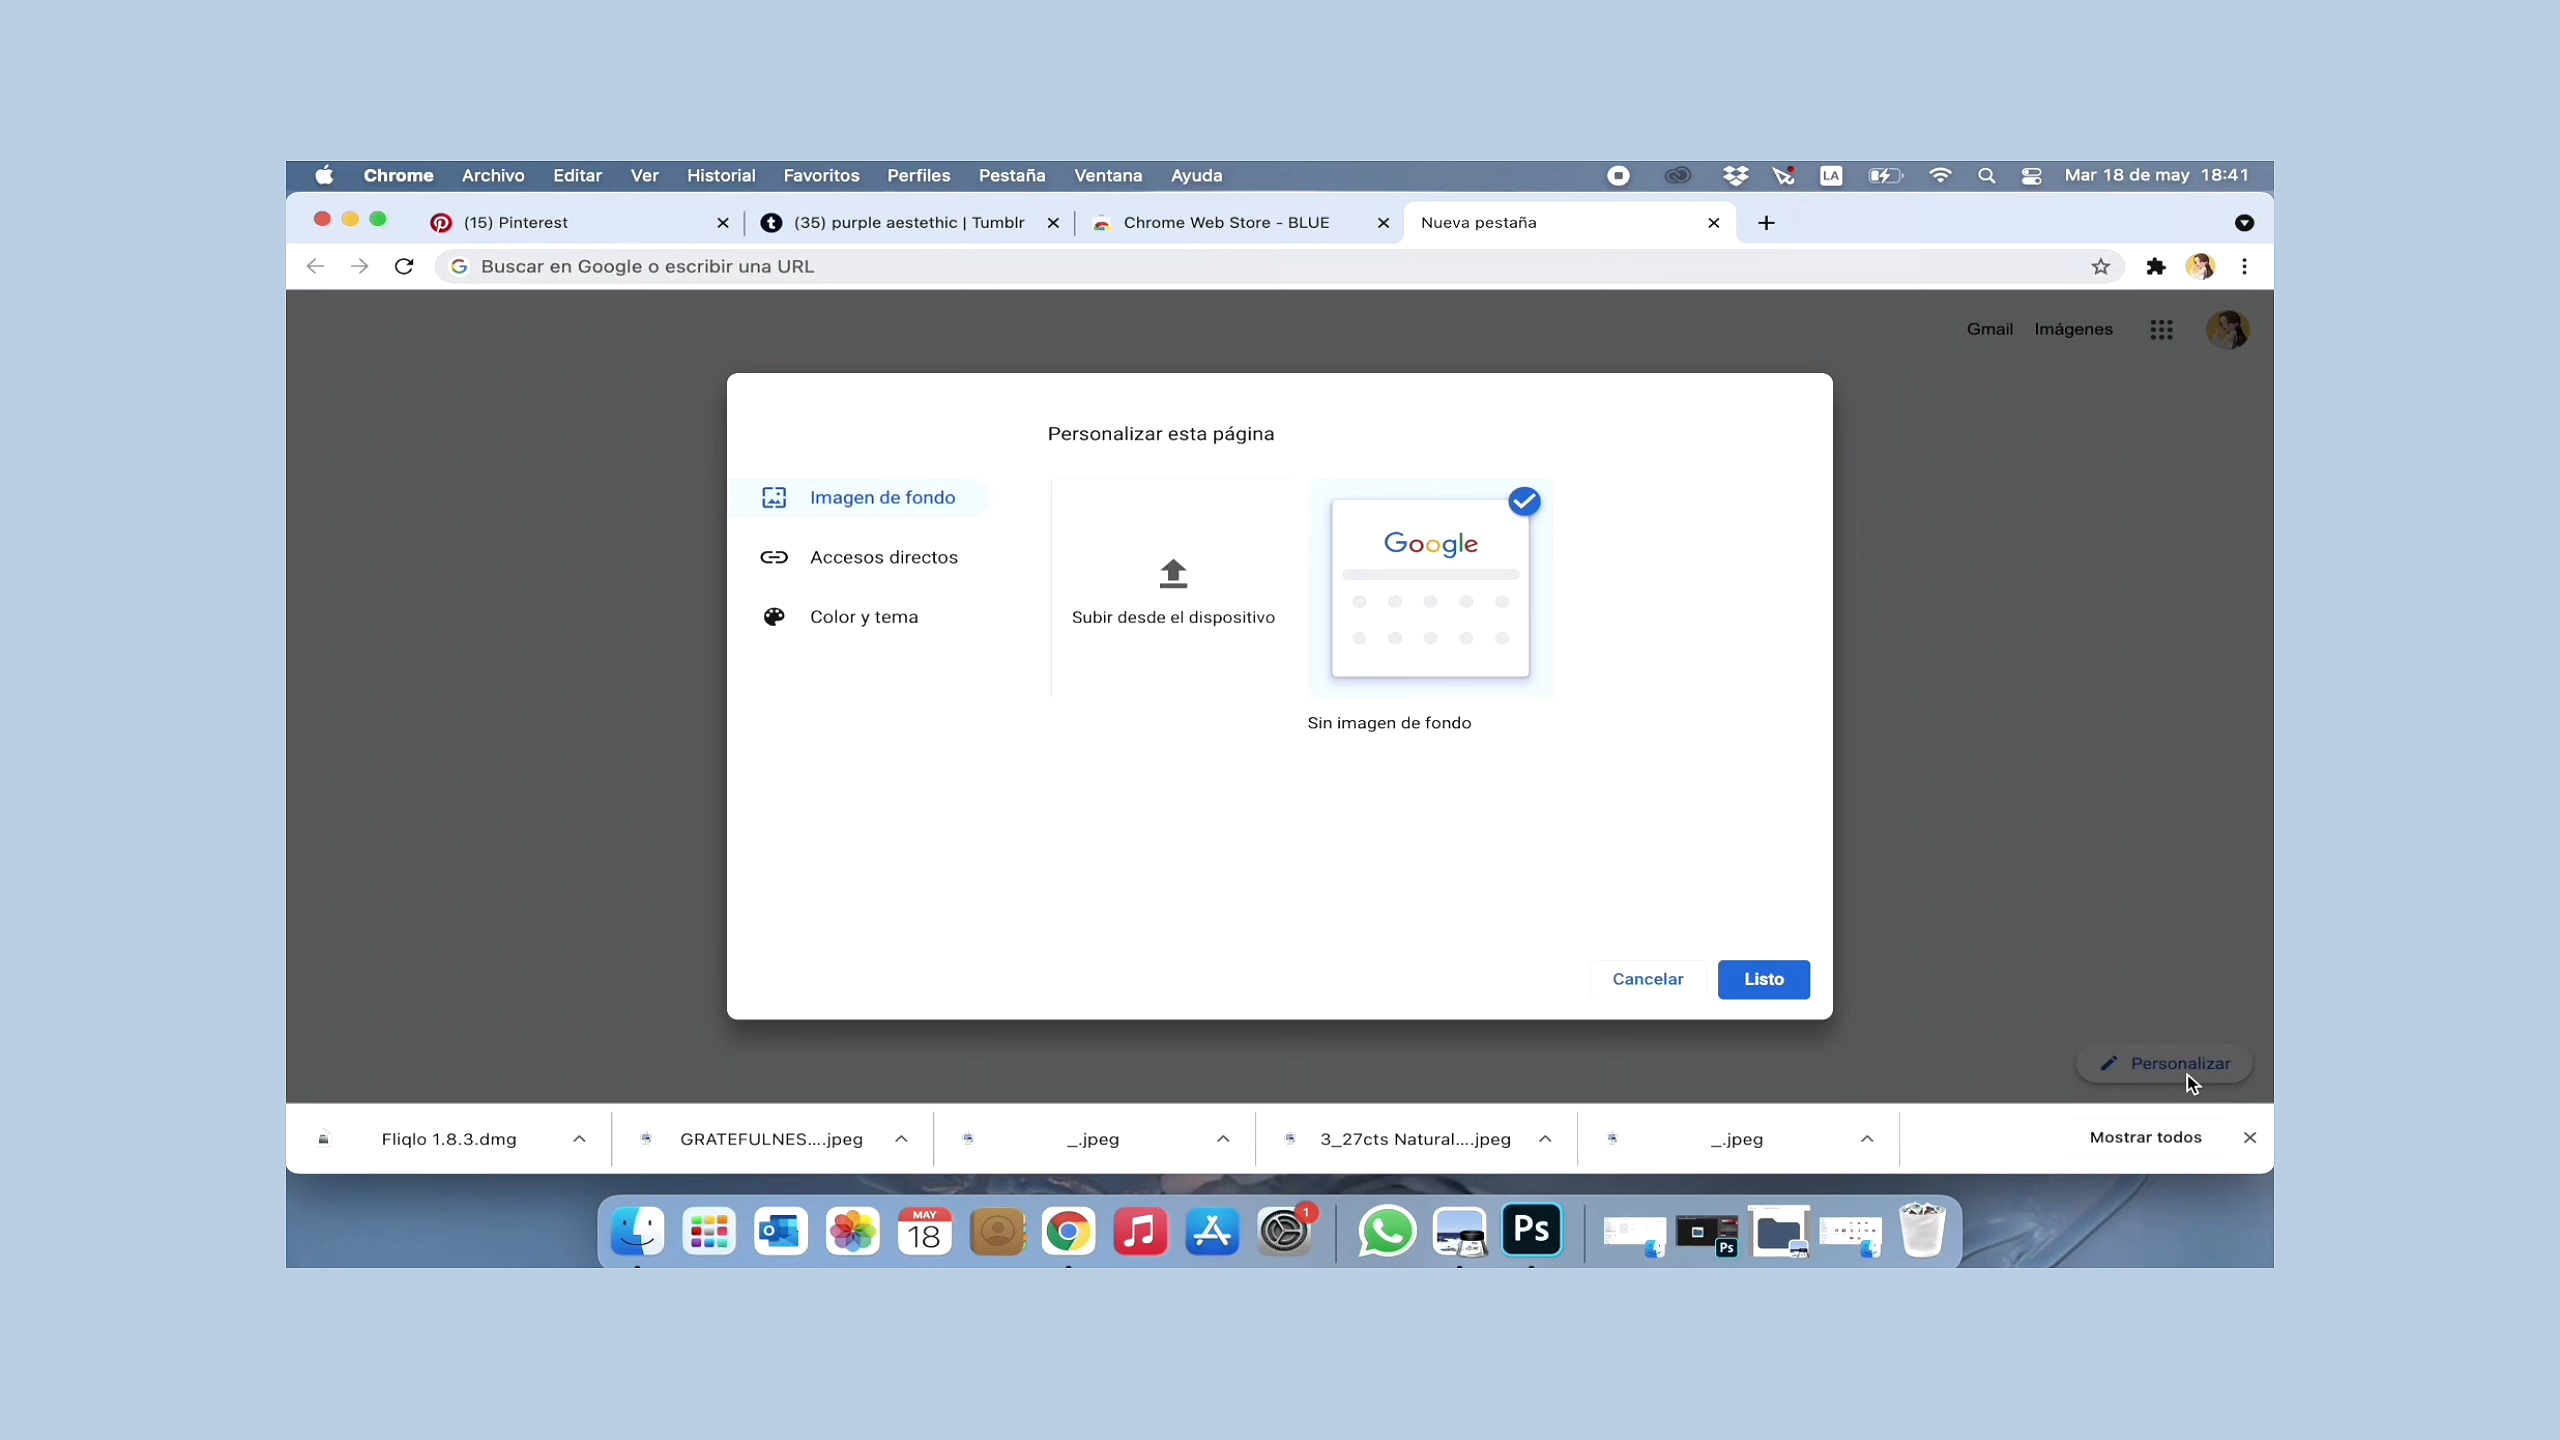 Chrome Archivo Editar Ver Historial Favoritos Perfiles Pestaña Ventana Ayuda LA Mar 18 de may 18:41
(15) Pinterest (35) purple aestethic | Tumblr Chrome Web Store - BLUE Nueva pestaña
Buscar en Google o escribir una URL
Gmail Imágenes
Personalizar esta página
Imagen de fondo
Accesos directos
Color y tema
Subir desde el dispositivo
Google
Sin imagen de fondo
Cancelar Listo
Personalizar
Fliqlo 1.8.3.dmg GRATEFULNES....jpeg _.jpeg 3_27cts Natural....jpeg _.jpeg Mostrar todos
MAY
18
1
Ps
Ps